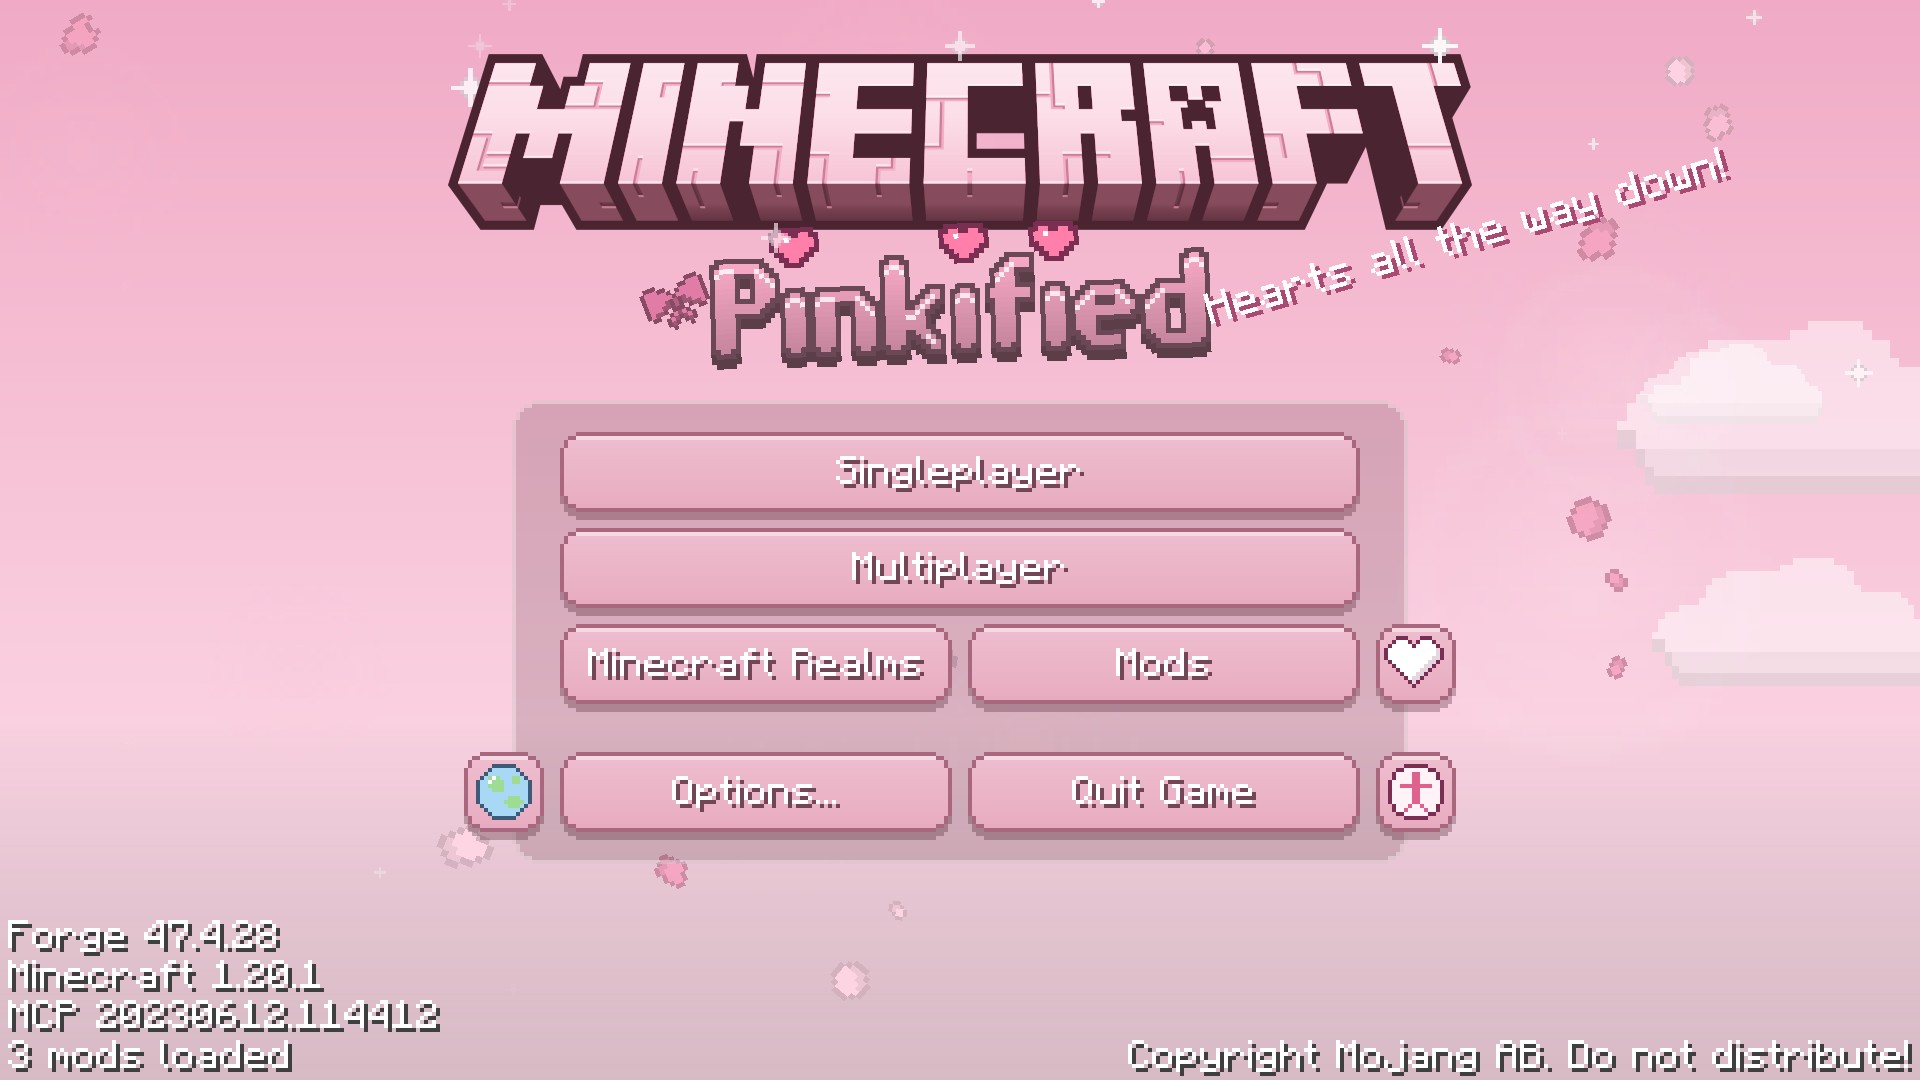 MINECRAFT
Pinkified
Hearts all the way down!
Singleplayer
Multiplayer
Minecraft Realms
Mods
Options...
Quit Game
Forge 47.4.28
Minecraft 1.20.1
MCP 20230612.114412
3 mods loaded
Copyright Mojang AB. Do not distribute!